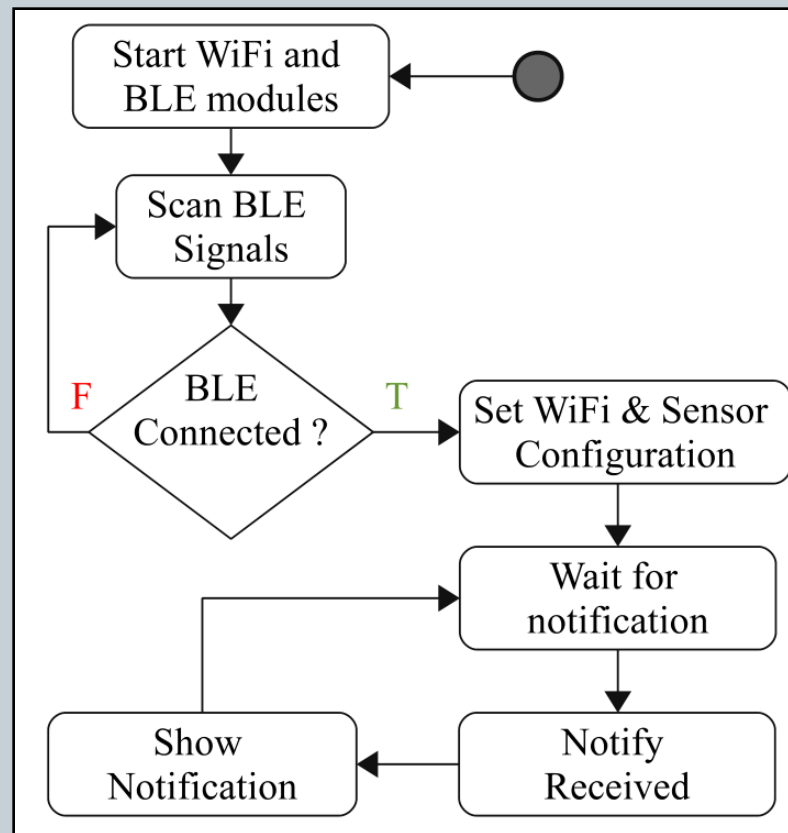 Start WiFi and
BLE modules
Scan BLE
Signals
F
BLE
Connected ?
T
Set WiFi & Sensor
Configuration
Wait for
notification
Show
Notification
Notify
Received